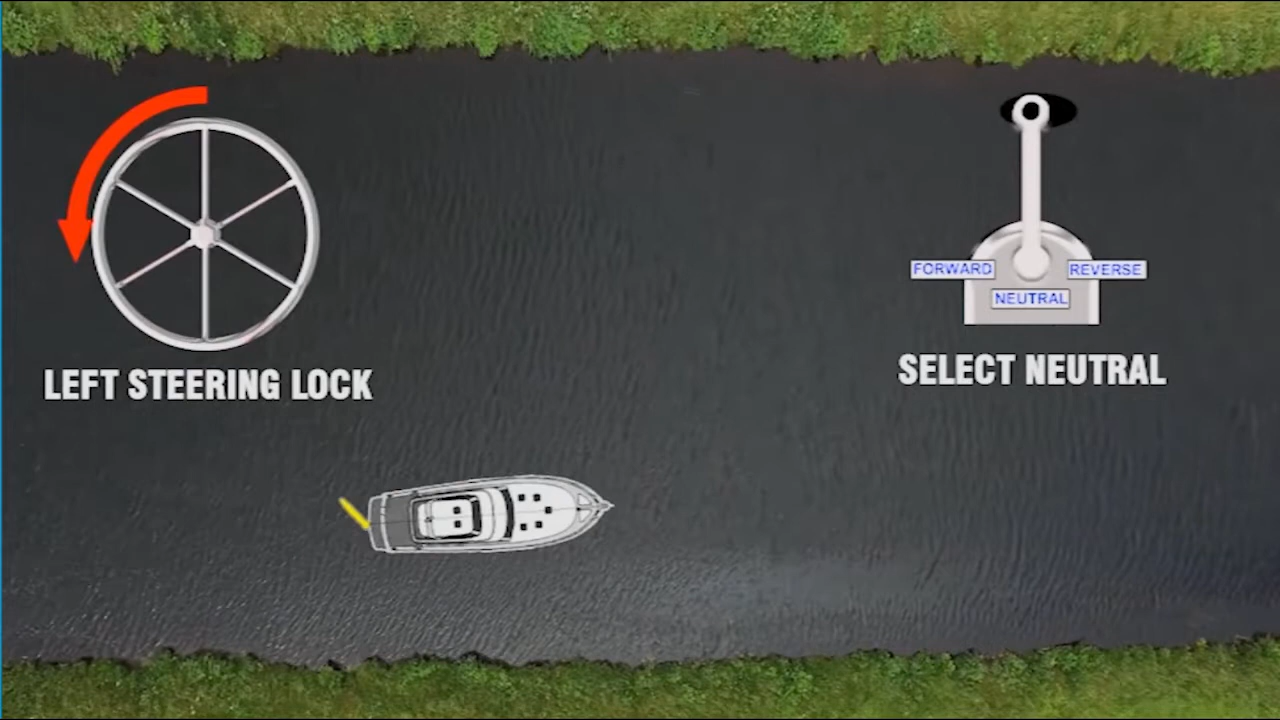 FORWARD
REVERSE
NEUTRAL
LEFT STEERING LOCK
SELECT NEUTRAL